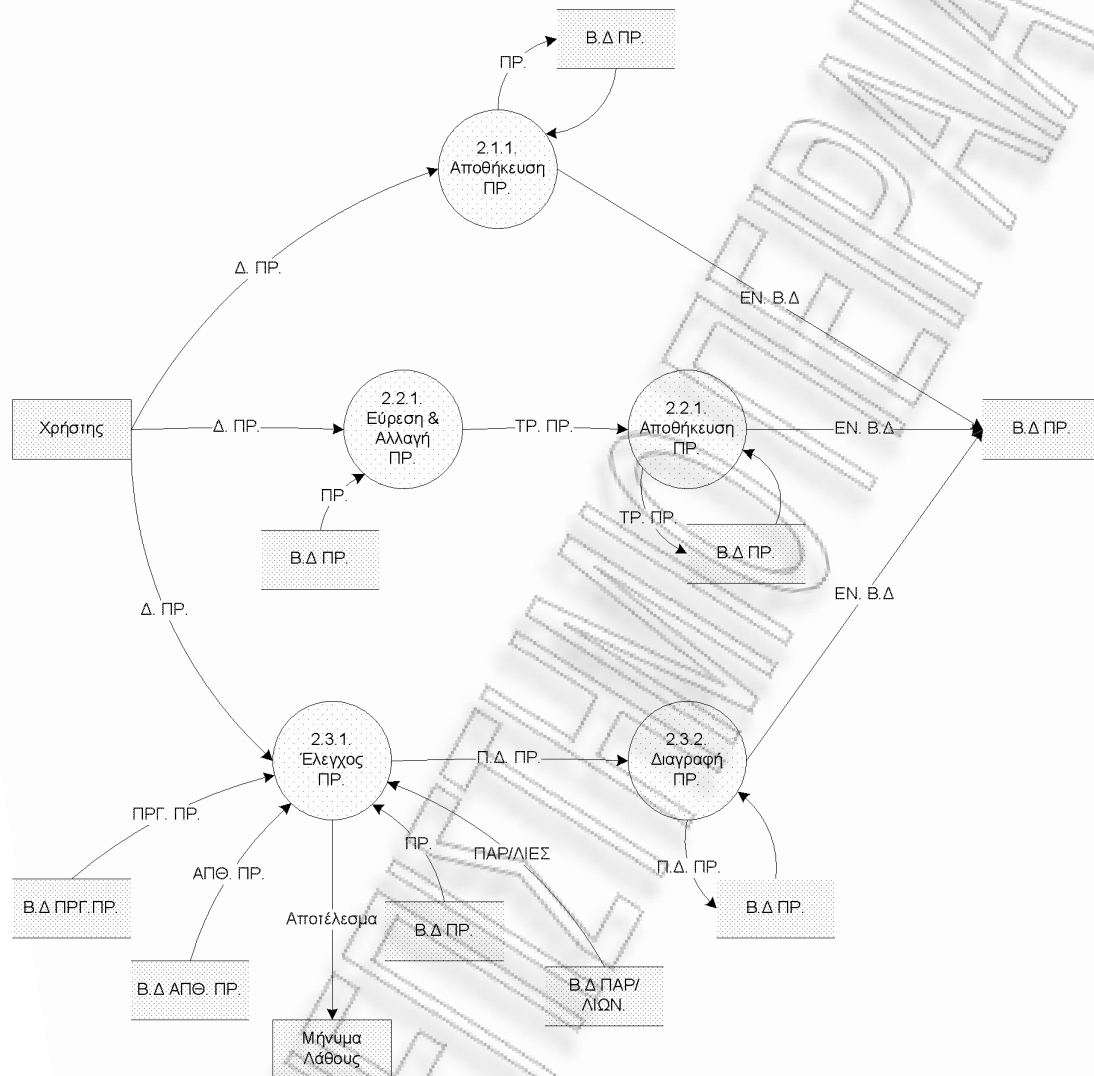 Β.Δ ΠΡ.
ΠΡ.
2.1.1.
Αποθήκευση
ΠΡ.
Δ. ΠΡ.
ΕΝ. Β.Δ
Χρήστης
Δ. ΠΡ.
2.2.1.
Εύρεση &
Αλλαγή
ΠΡ.
ΤΡ. ΠΡ.
2.2.1.
Αποθήκευση
ΠΡ.
ΕΝ. Β.Δ
Β.Δ ΠΡ.
ΠΡ.
Β.Δ ΠΡ.
ΤΡ. ΠΡ.
Β.Δ ΠΡ.
Δ. ΠΡ.
ΕΝ. Β.Δ
2.3.1.
Έλεγχος
ΠΡ.
Π.Δ. ΠΡ.
2.3.2.
Διαγραφή
ΠΡ.
ΠΡΓ. ΠΡ.
ΑΠΘ. ΠΡ.
ΠΡ.
ΠΑΡ/ΛΙΕΣ
Π.Δ. ΠΡ.
Β.Δ ΠΡΓ.ΠΡ.
Αποτέλεσμα
Β.Δ ΠΡ.
Β.Δ ΠΡ.
Β.Δ ΑΠΘ. ΠΡ.
Β.Δ ΠΑΡ/
ΛΙΩΝ.
Μήνυμα
Λάθους